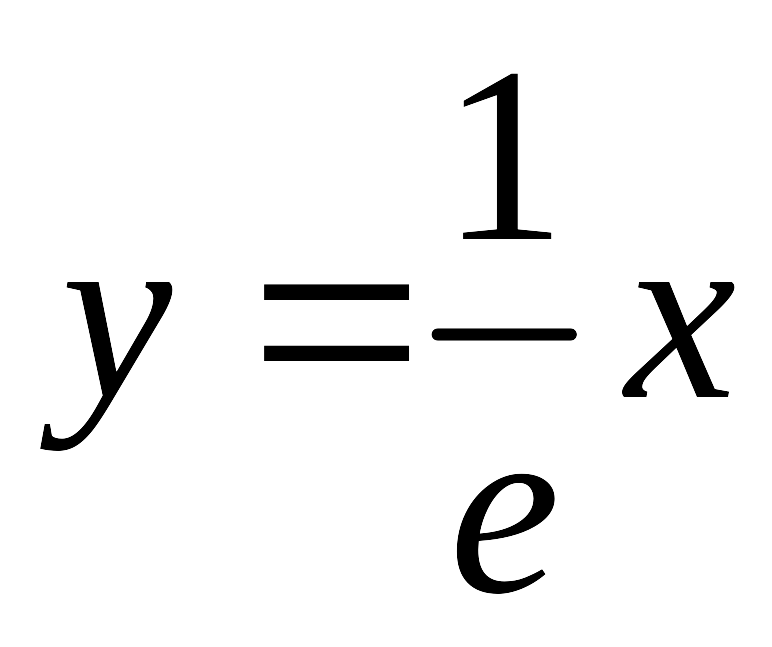 y = 1/e x